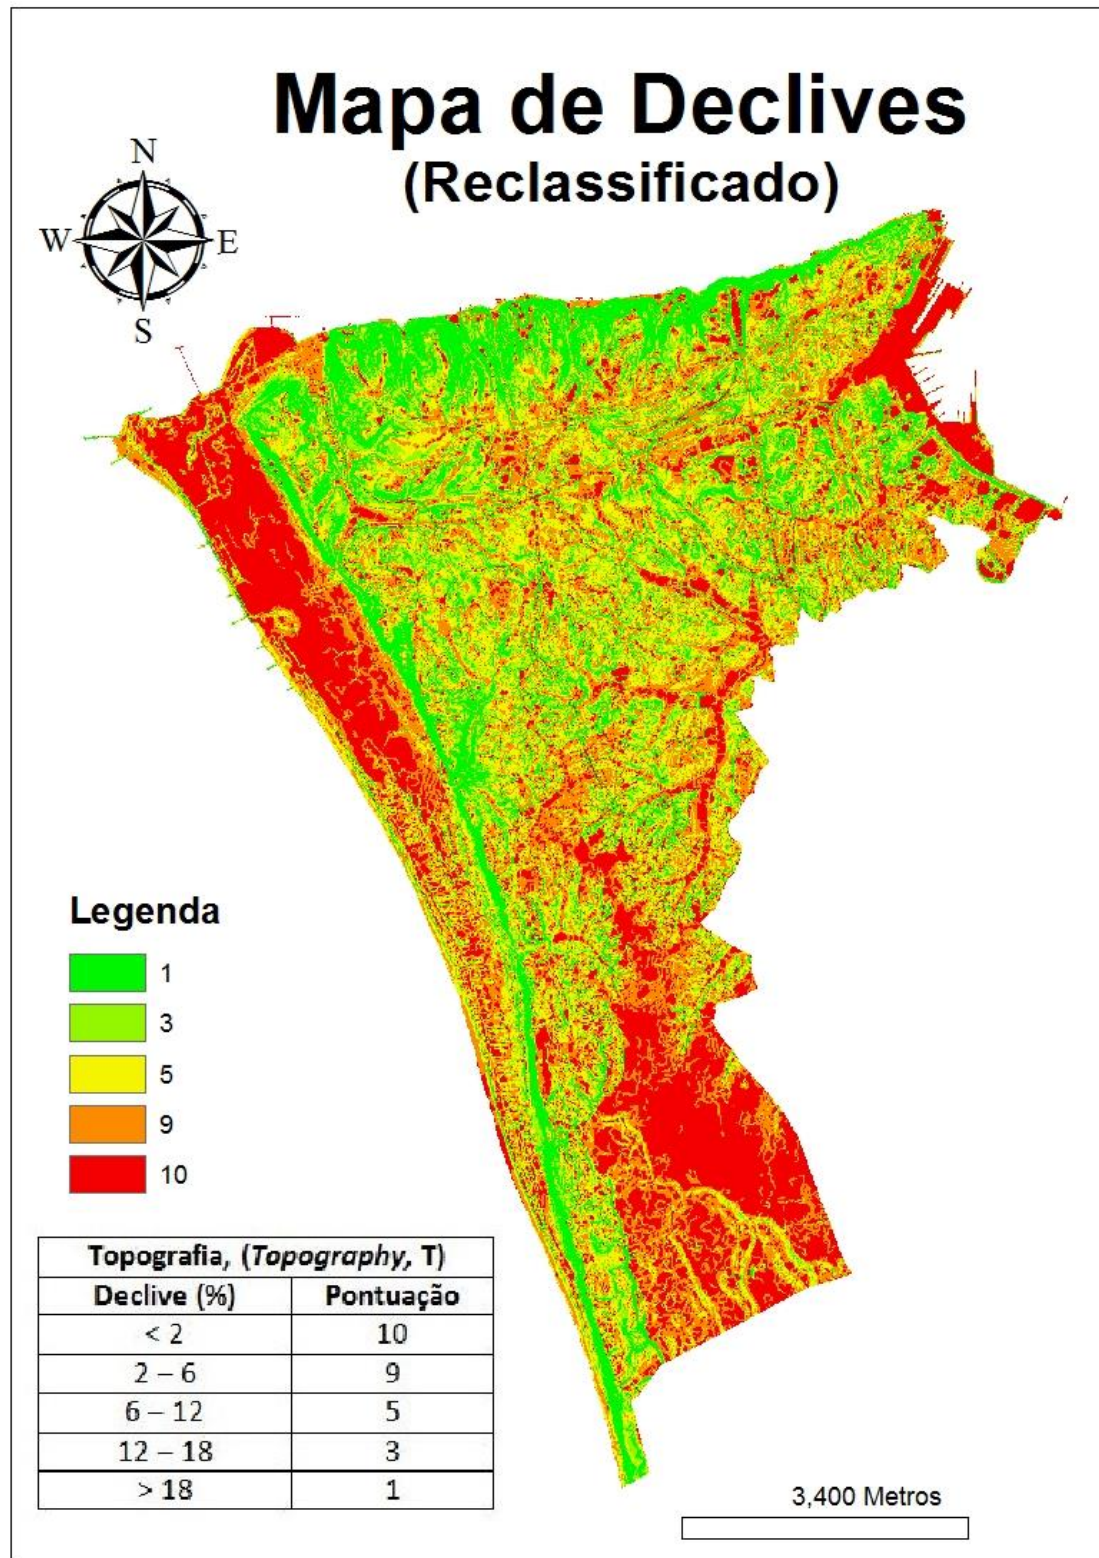 Mapa de Declives
(Reclassificado)
N
W
E
S
Legenda
1
3
5
9
10
Topografia, (Topography, T)
Declive (%) Pontuação
< 2 10
2 – 6 9
6 – 12 5
12 – 18 3
> 18 1
3,400 Metros